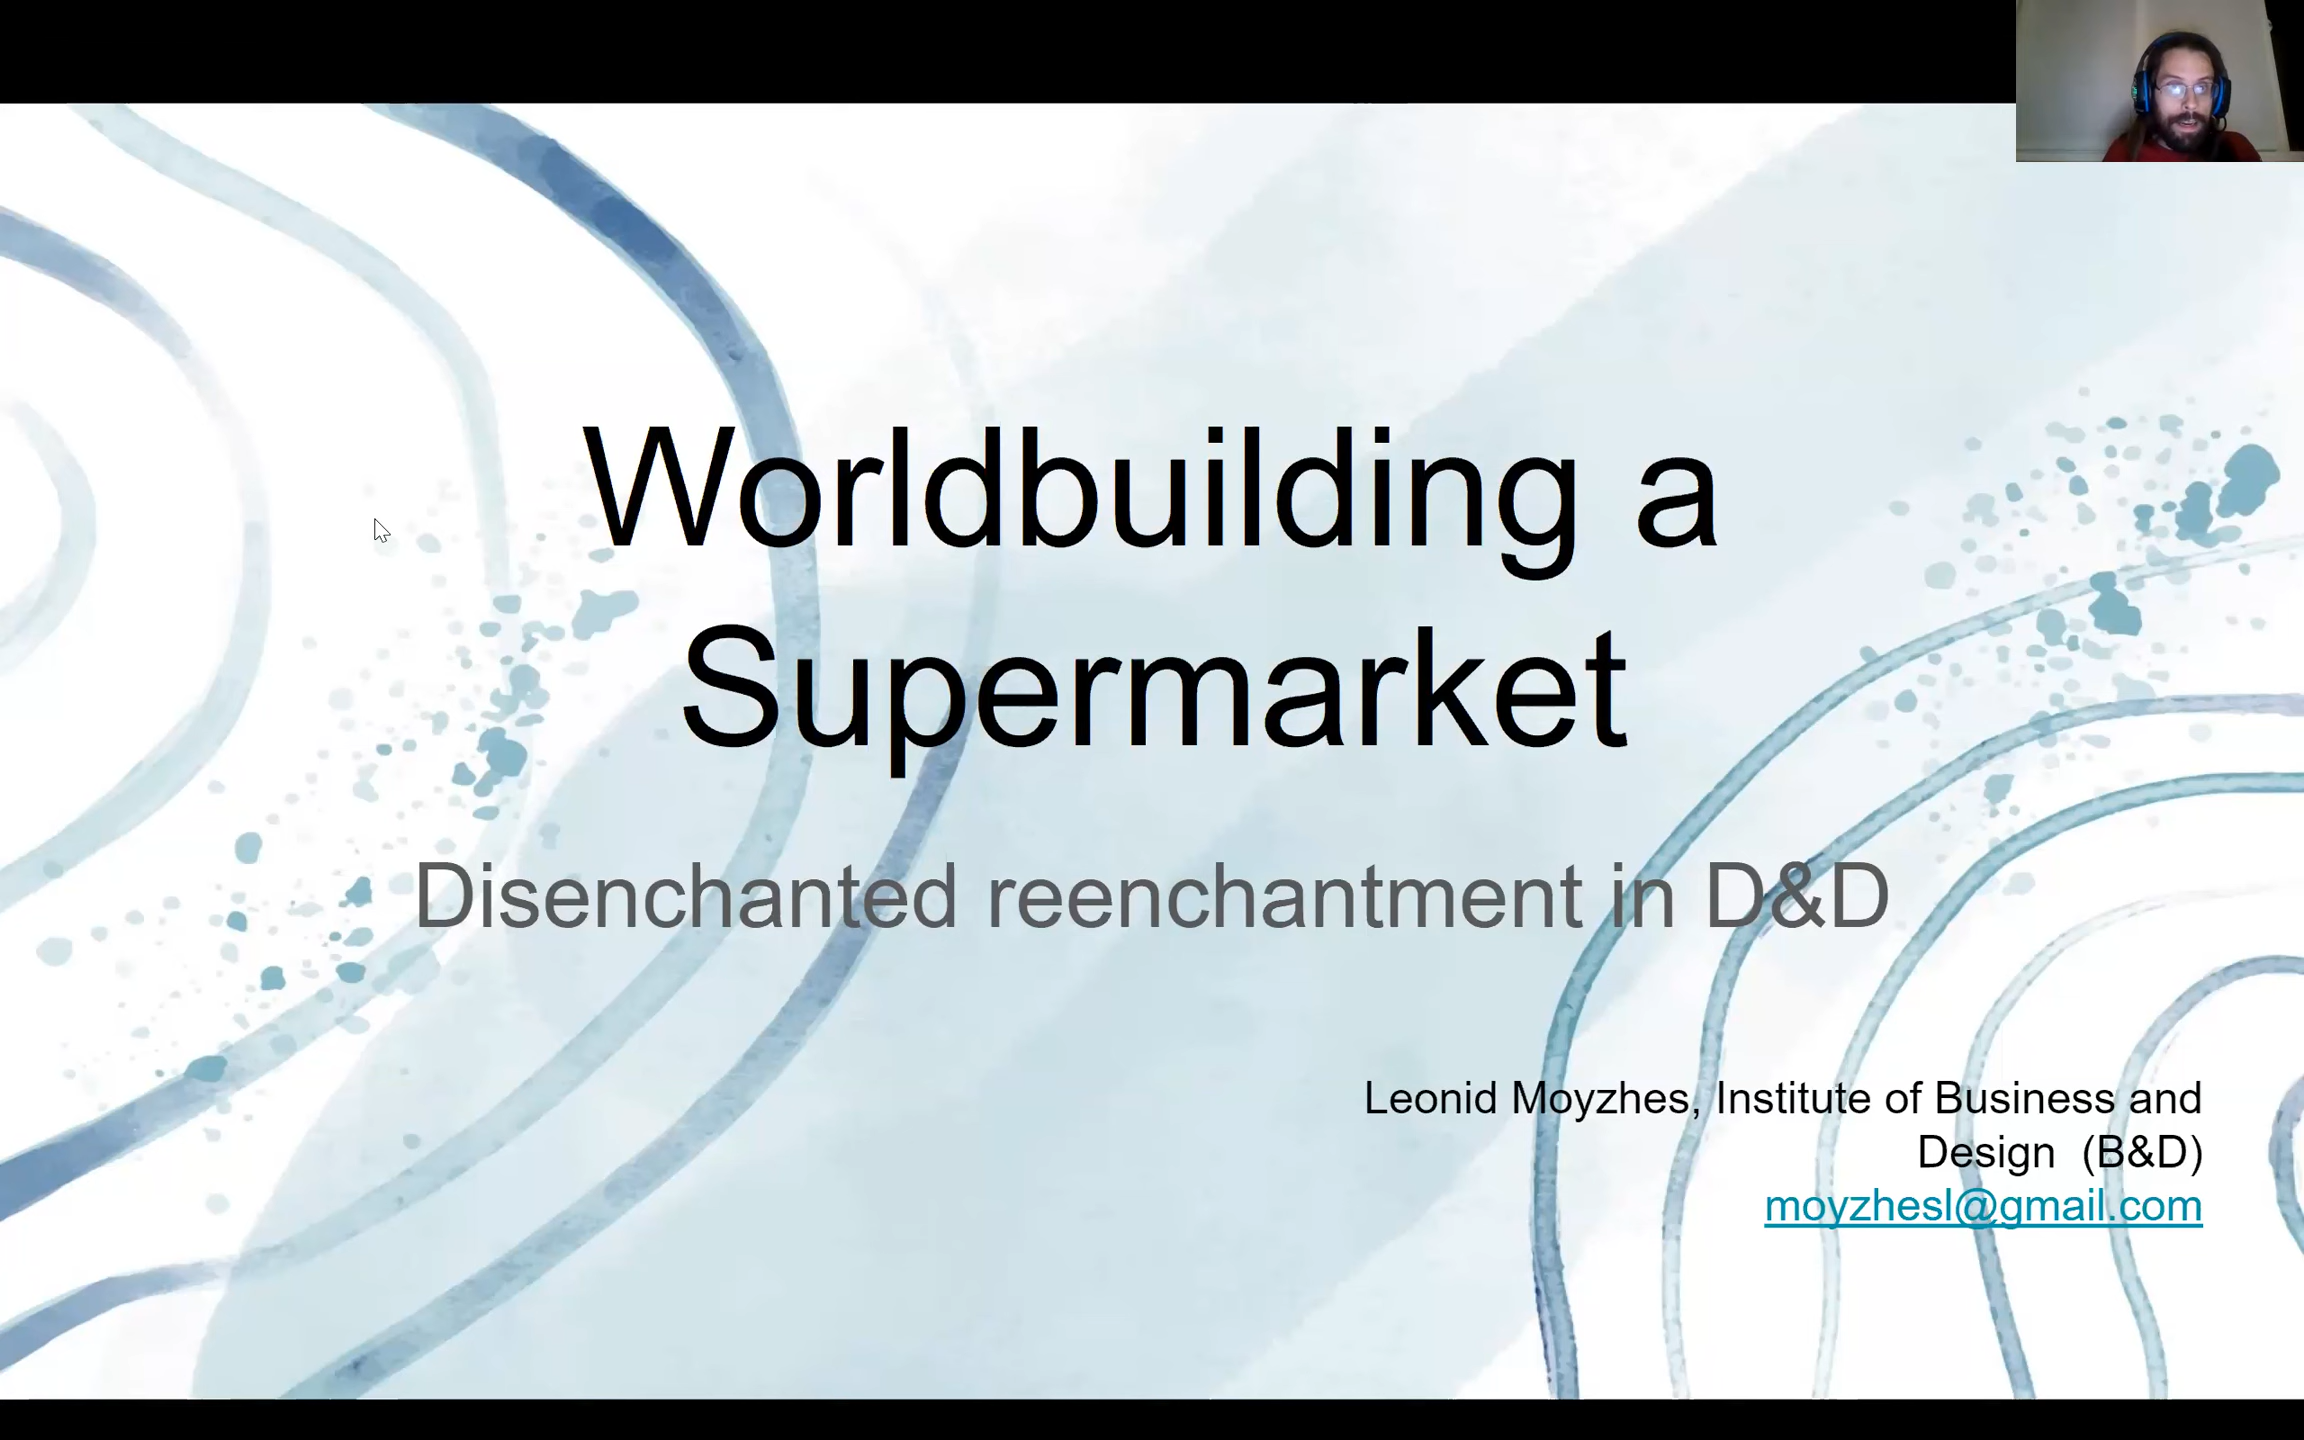 Worldbuilding a
Supermarket
Disenchanted reenchantment in D&D
Leonid Moyzhes, Institute of Business and
Design (B&D)
moyzhesl@gmail.com